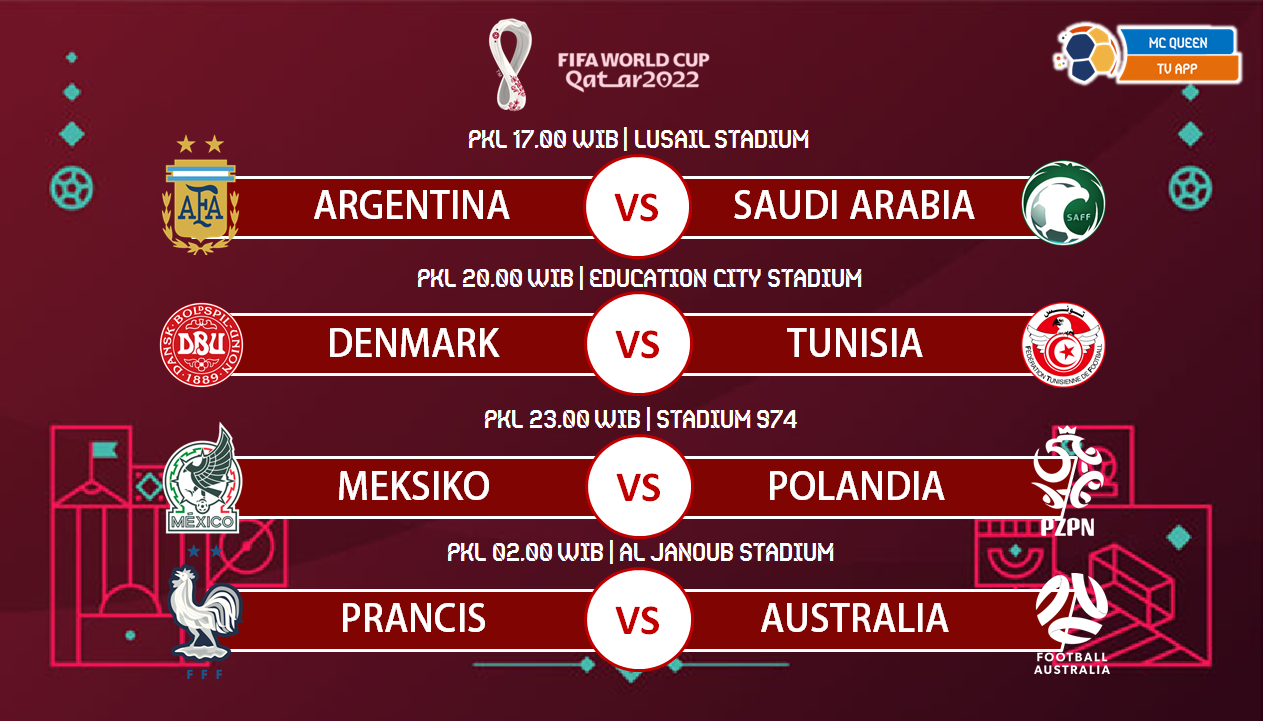 FIFA WORLD CUP
Qatar2022
MC QUEEN
TV APP
PKL 17.00 WIB | LUSAIL STADIUM
AFA
ARGENTINA
VS
SAUDI ARABIA
SAFF
PKL 20.00 WIB | EDUCATION CITY STADIUM
DANSK BOLDSPIL-UNION
DBU
1889
DENMARK
VS
TUNISIA
FÉDÉRATION TUNISIENNE DE FOOTBALL
PKL 23.00 WIB | STADIUM 974
MÉXICO
MEKSIKO
VS
POLANDIA
PZPN
PKL 02.00 WIB | AL JANOUB STADIUM
FFF
PRANCIS
VS
AUSTRALIA
FOOTBALL
AUSTRALIA